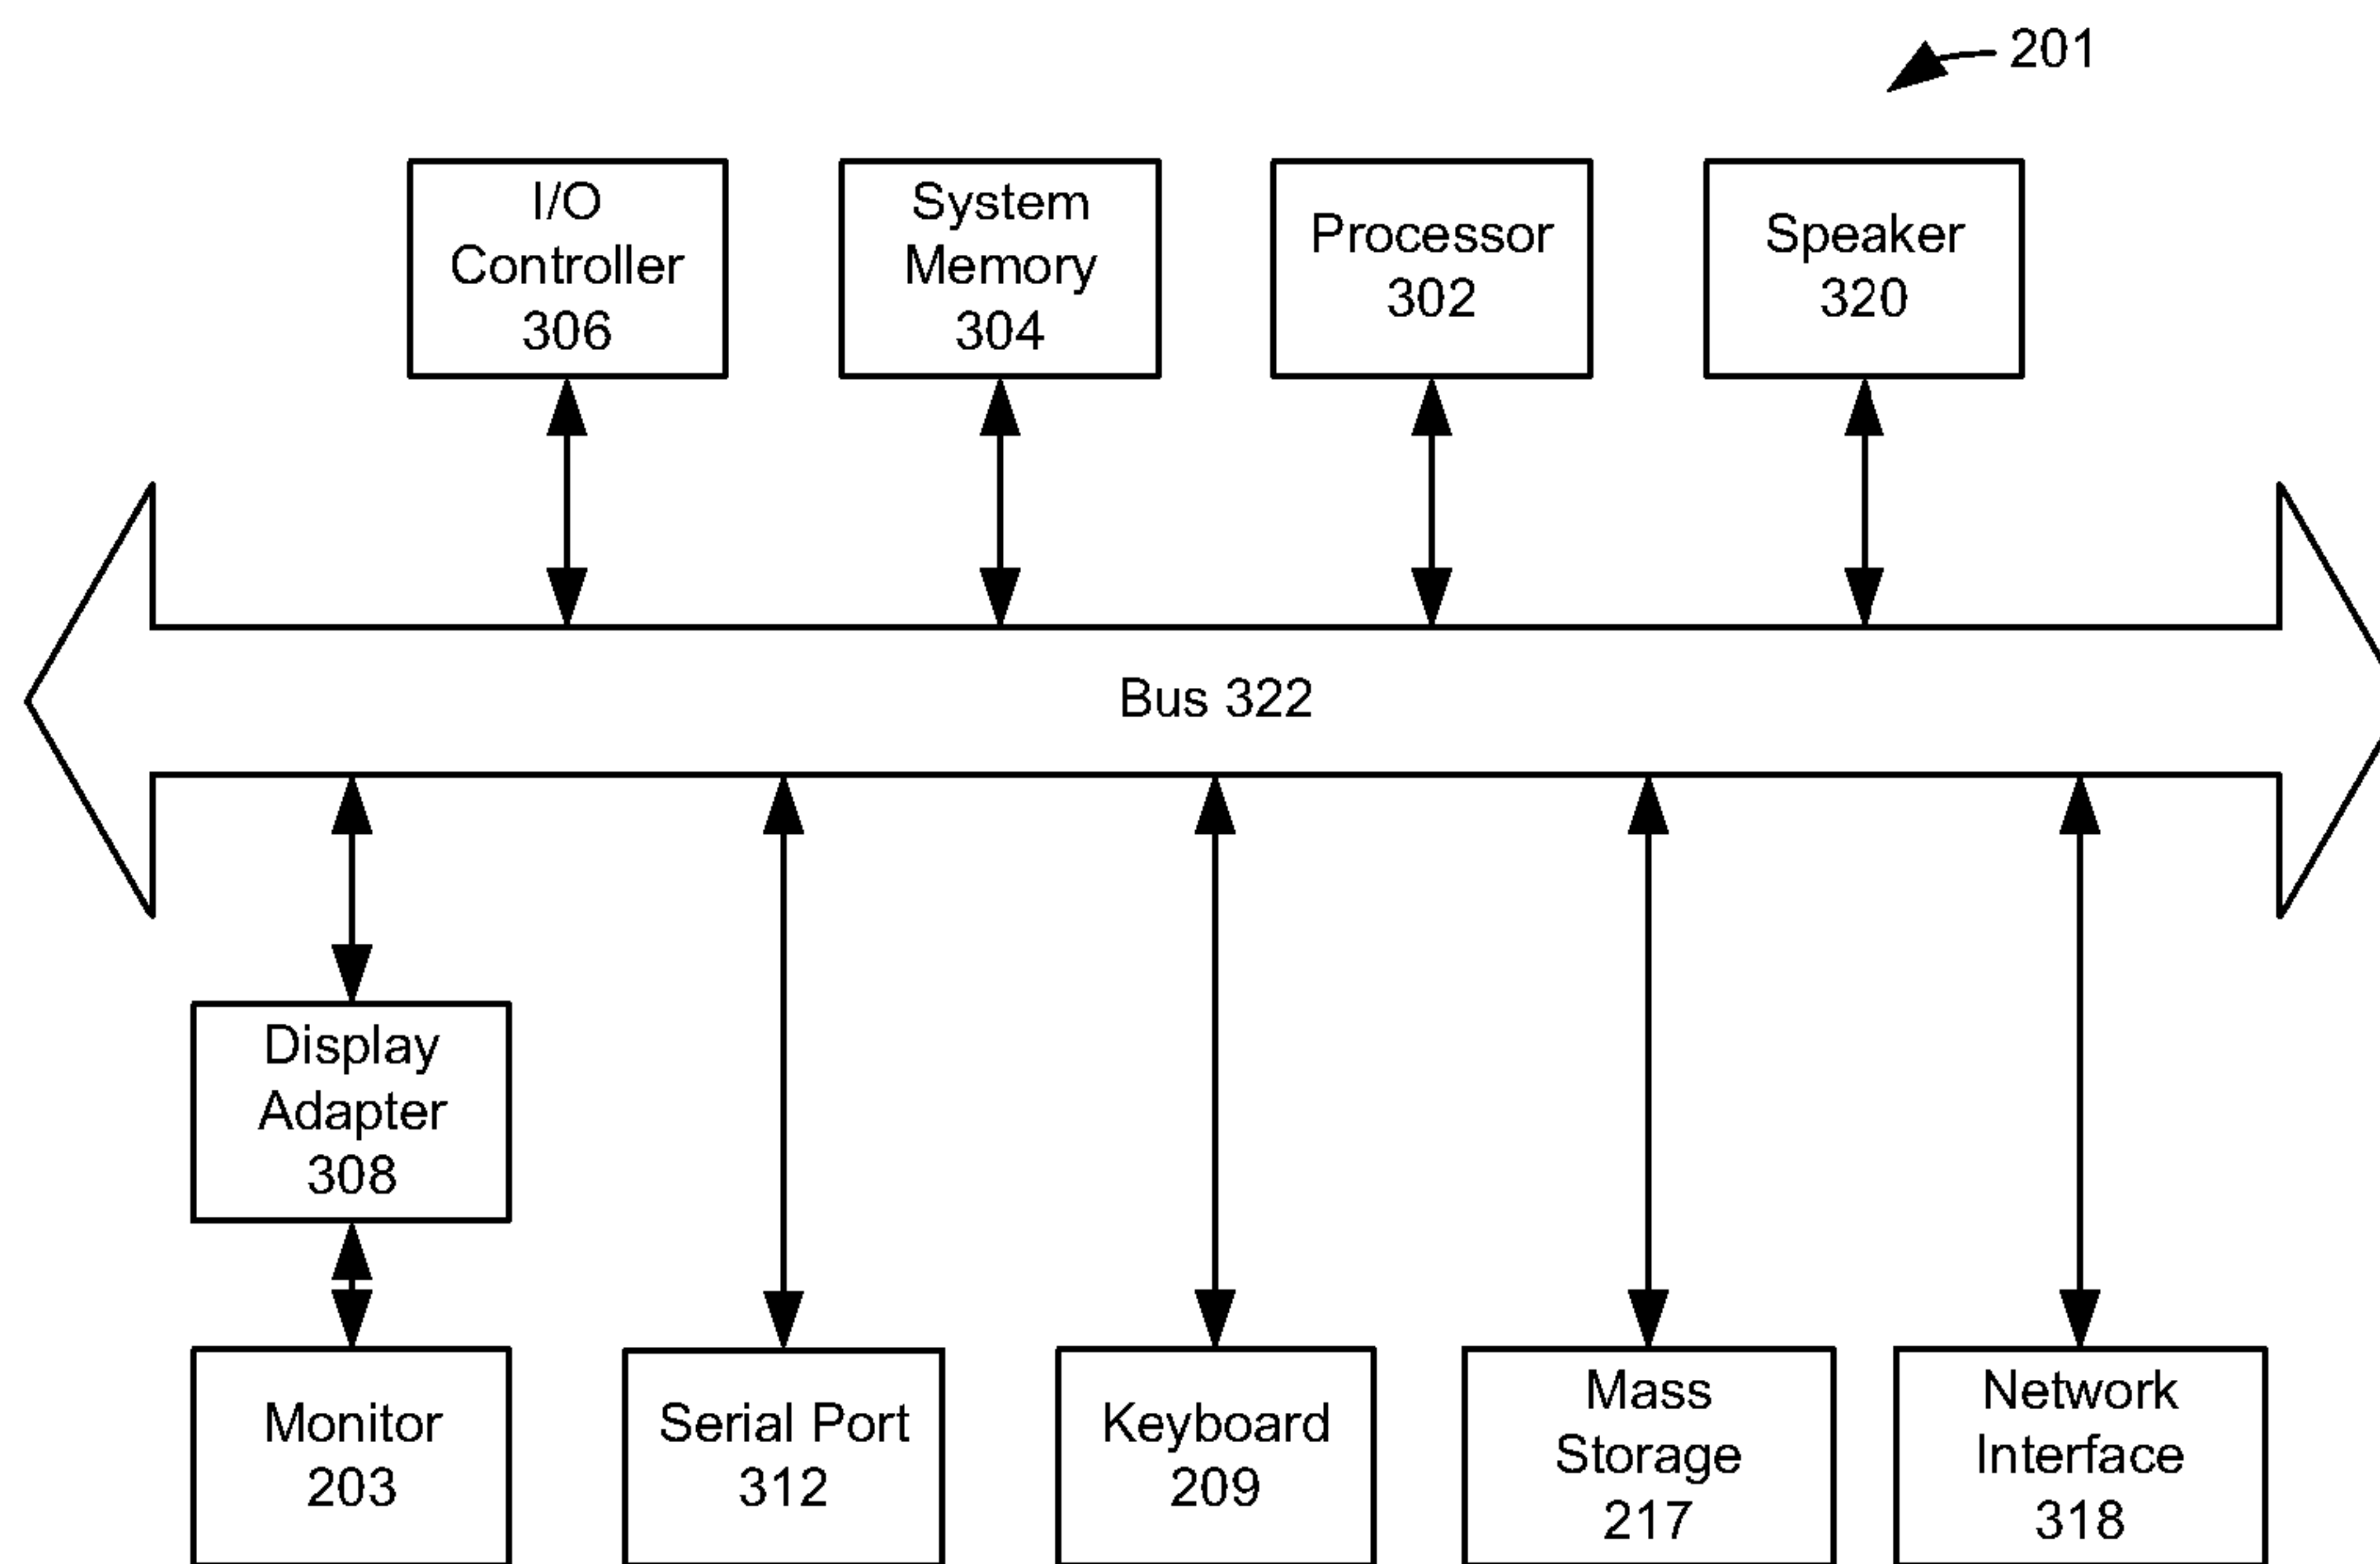 201
I/O
Controller
306
System
Memory
304
Processor
302
Speaker
320
Bus 322
Display
Adapter
308
Monitor
203
Serial Port
312
Keyboard
209
Mass
Storage
217
Network
Interface
318